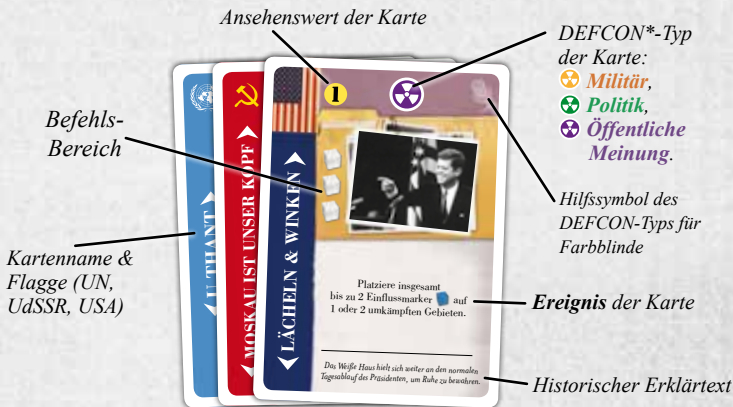 Ansehenswert der Karte
DEFCON*-Typ
der Karte:
Militär,
Politik,
Öffentliche
Meinung.
Befehls-
Bereich
Hilfssymbol des
DEFCON-Typs für
Farbblinde
Kartenname &
Flagge (UN,
UdSSR, USA)
U THANT
MOSKAU IST UNSER KOPF
LÄCHELN & WINKEN
1
Platziere insgesamt
bis zu 2 Einflussmarker auf
1 oder 2 umkämpften Gebieten.
Ereignis der Karte
Das Weiße Haus hielt sich weiter an den normalen
Tagesablauf des Präsidenten, um Ruhe zu bewahren.
Historischer Erklärtext